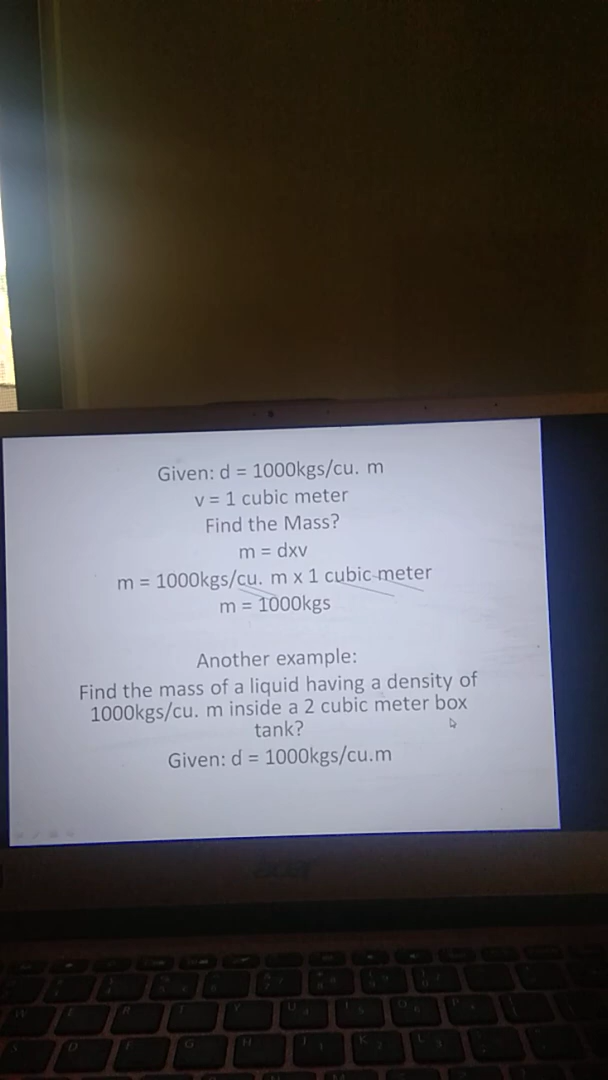 Given: d = 1000kgs/cu. m
v = 1 cubic meter
Find the Mass?
m = dxv
m = 1000kgs/cu. m x 1 cubic meter
m = 1000kgs
Another example:
Find the mass of a liquid having a density of
1000kgs/cu. m inside a 2 cubic meter box
tank?
Given: d = 1000kgs/cu.m
acer